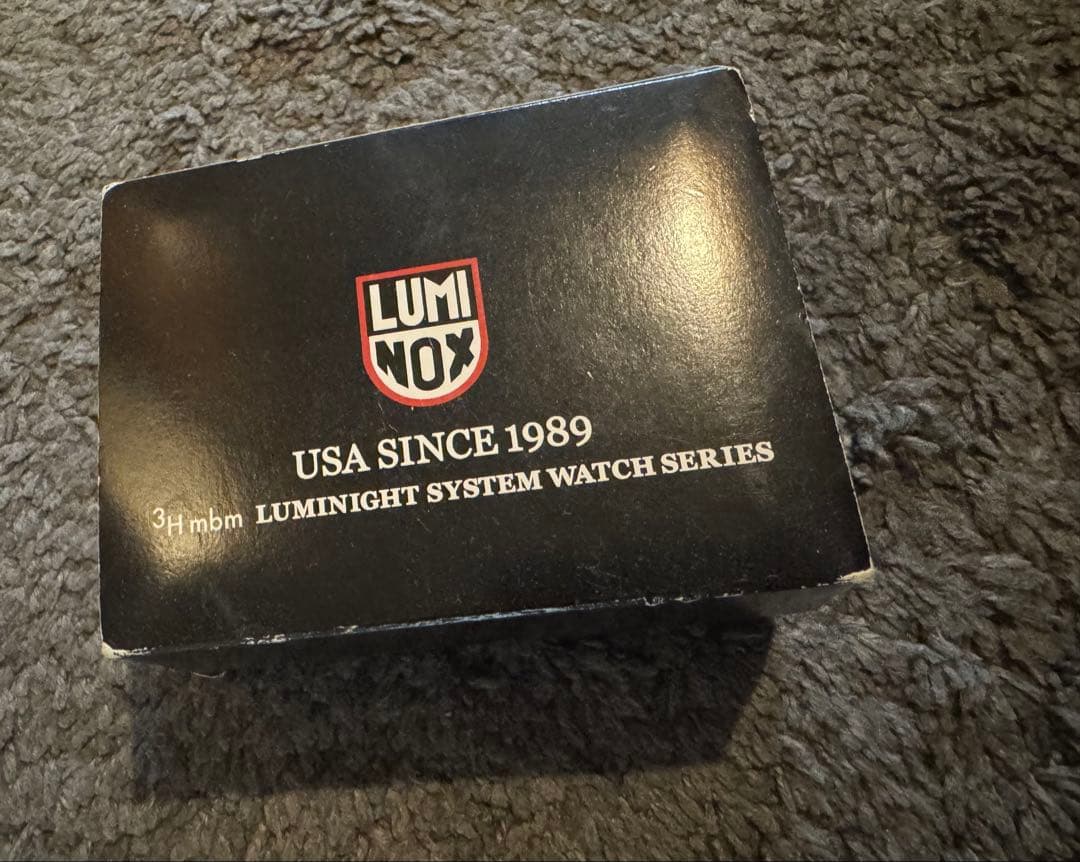 LUMI
NOX
USA SINCE 1989
³H mbm LUMINIGHT SYSTEM WATCH SERIES